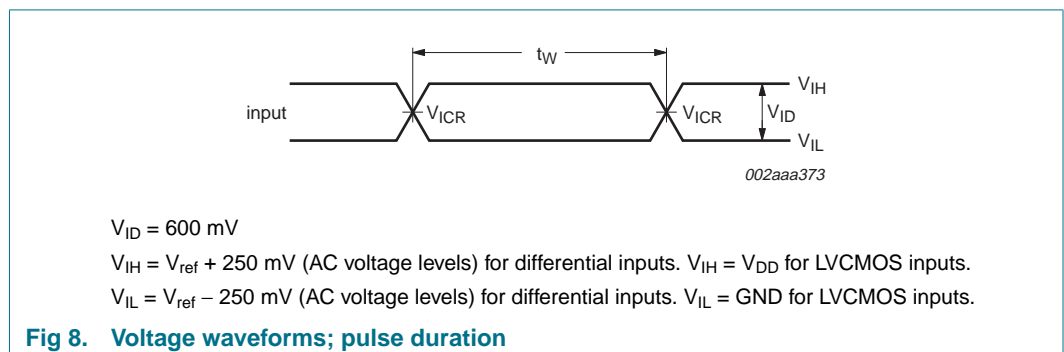 tW
VIH
input
VICR
VICR
VID
VIL
002aaa373
VID = 600 mV
VIH = Vref + 250 mV (AC voltage levels) for differential inputs. VIH = VDD for LVCMOS inputs.
VIL = Vref − 250 mV (AC voltage levels) for differential inputs. VIL = GND for LVCMOS inputs.
Fig 8. Voltage waveforms; pulse duration